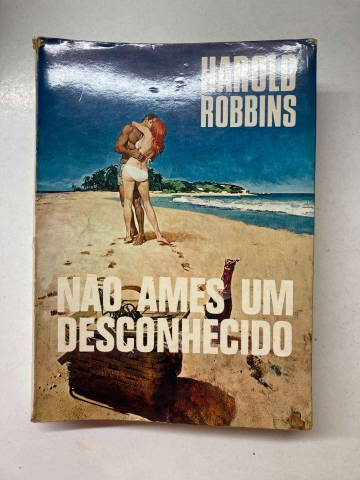 HAROLD
ROBBINS
NÃO AMES UM
DESCONHECIDO